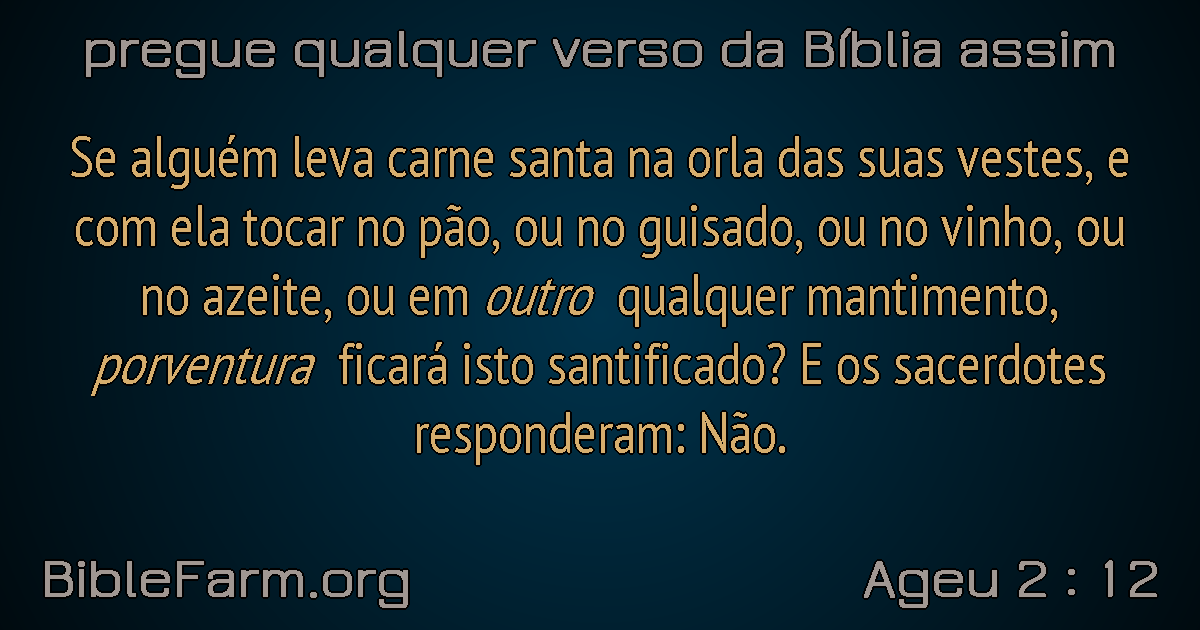 pregue qualquer verso da Bíblia assim
Se alguém leva carne santa na orla das suas vestes, e
com ela tocar no pão, ou no guisado, ou no vinho, ou
no azeite, ou em outro qualquer mantimento,
porventura ficará isto santificado? E os sacerdotes
responderam: Não.
BibleFarm.org
Ageu 2 : 12